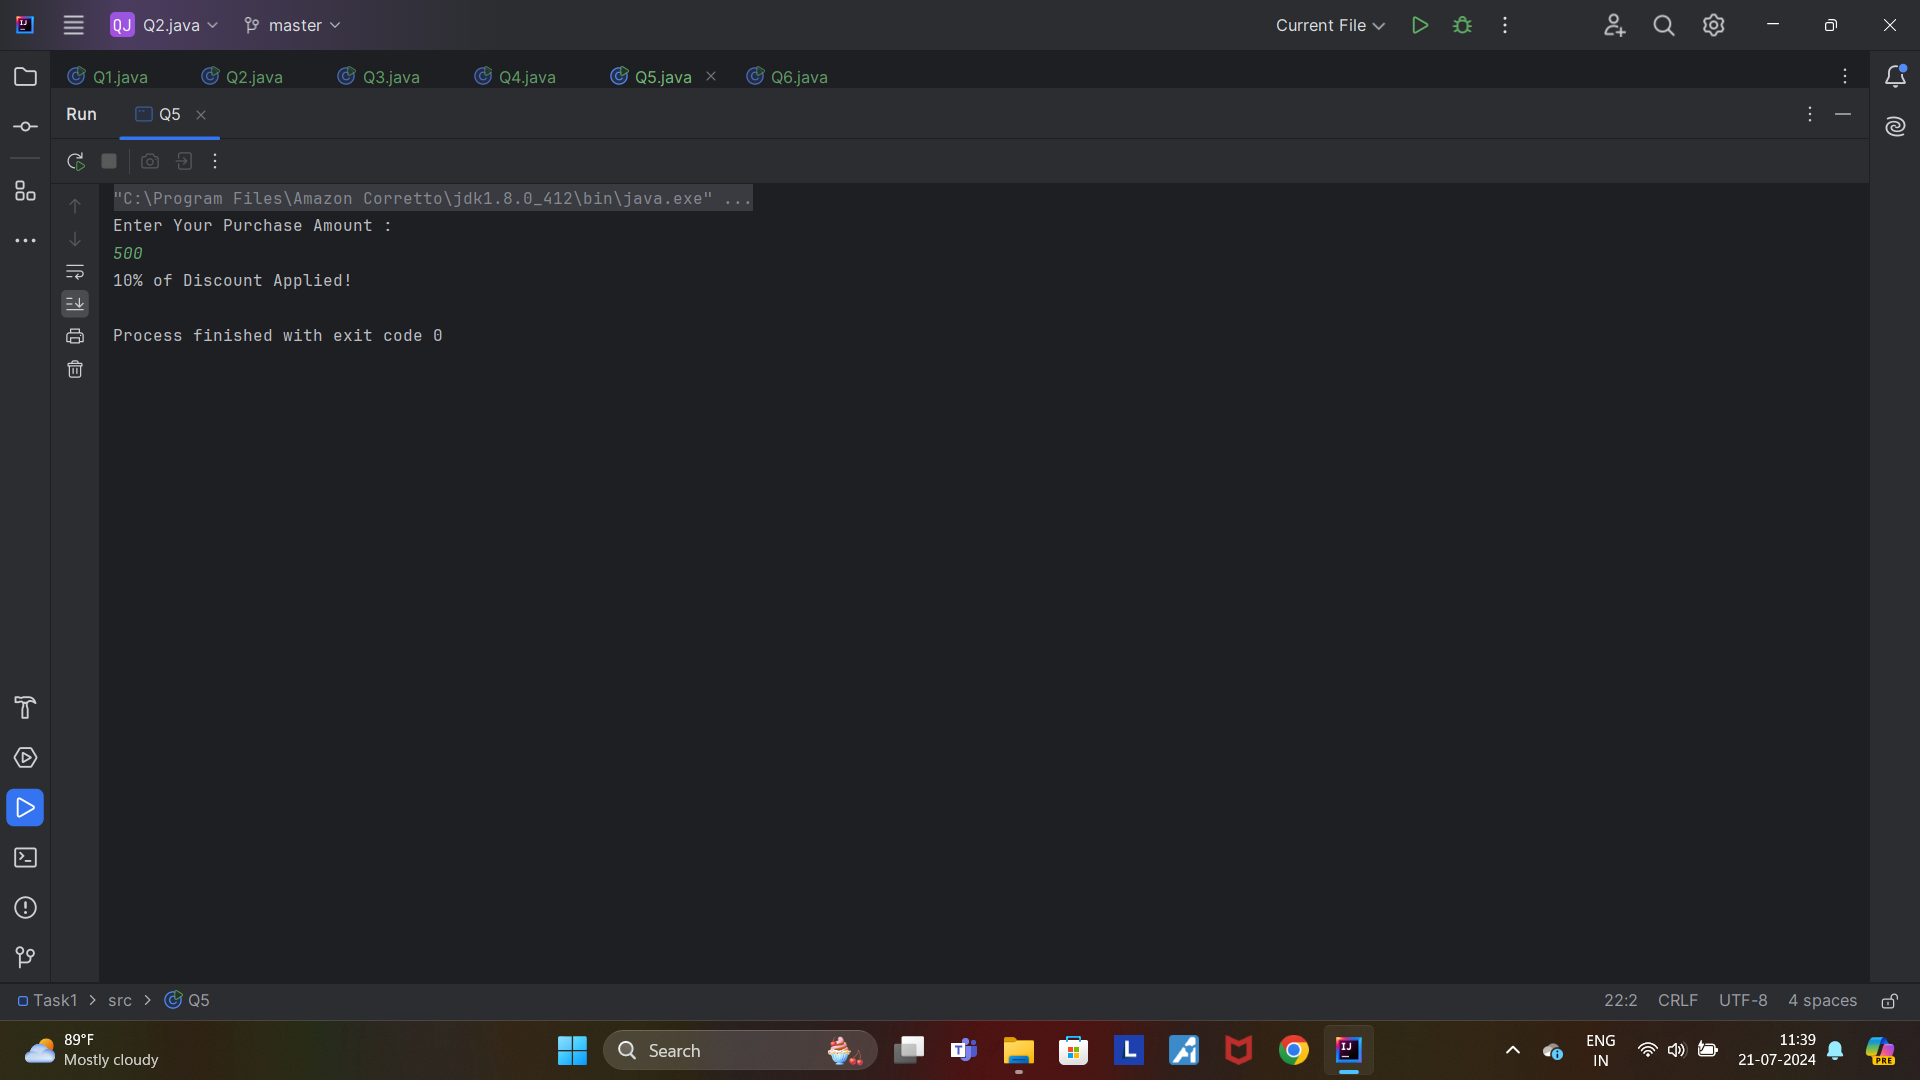 QJ Q2.java master Current File
Q1.java Q2.java Q3.java Q4.java Q5.java Q6.java
Run Q5
"C:\Program Files\Amazon Corretto\jdk1.8.0_412\bin\java.exe" ...
Enter Your Purchase Amount :
500
10% of Discount Applied!
Process finished with exit code 0
Task1 > src > Q5 22:2 CRLF UTF-8 4 spaces
89°F
Mostly cloudy
Search
ENG
IN
11:39
21-07-2024
PRE